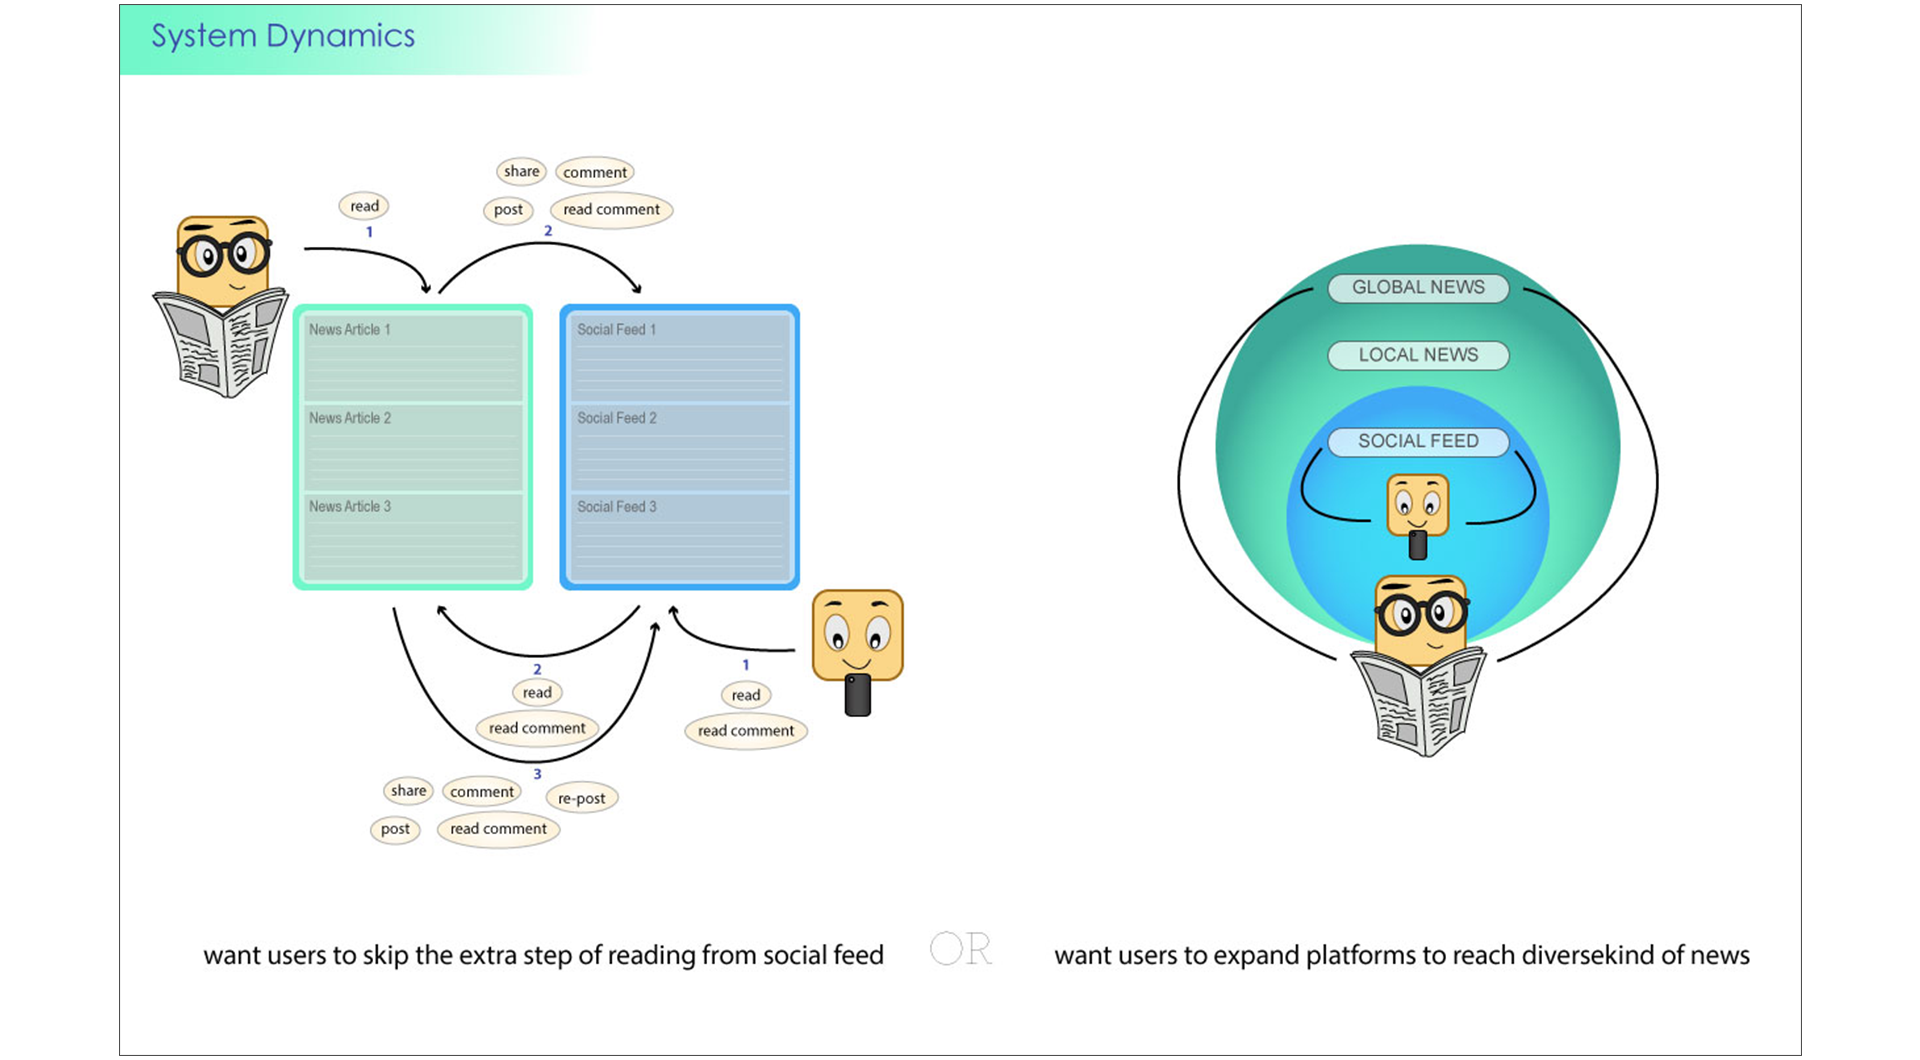 System Dynamics
share
comment
read
post
read comment
1
2
News Article 1
News Article 2
News Article 3
Social Feed 1
Social Feed 2
Social Feed 3
2
read
read comment
1
read
read comment
3
share
comment
re-post
post
read comment
GLOBAL NEWS
LOCAL NEWS
SOCIAL FEED
want users to skip the extra step of reading from social feed
OR
want users to expand platforms to reach diversekind of news